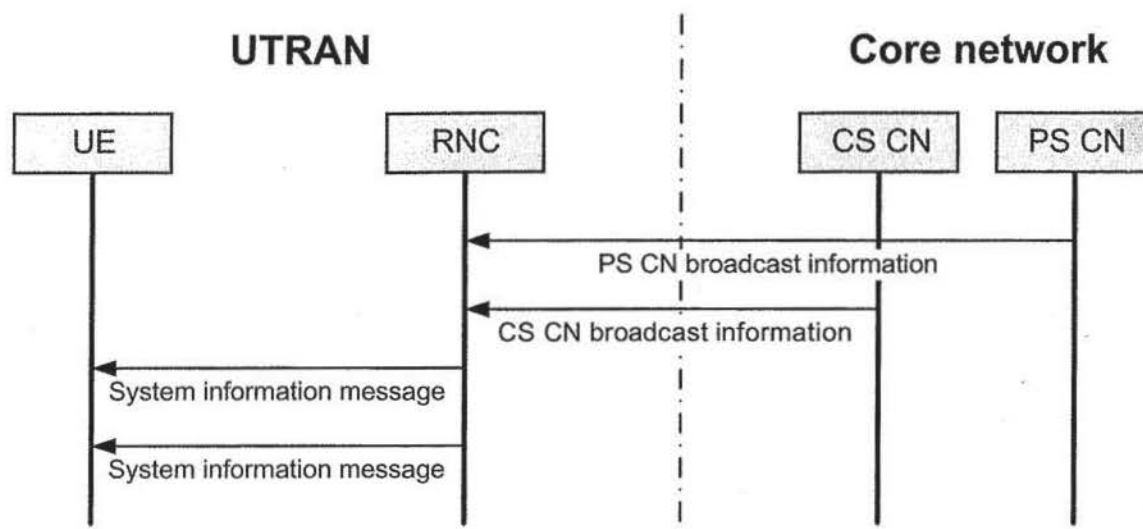 UTRAN
Core network
UE
RNC
CS CN
PS CN
PS CN broadcast information
CS CN broadcast information
System information message
System information message